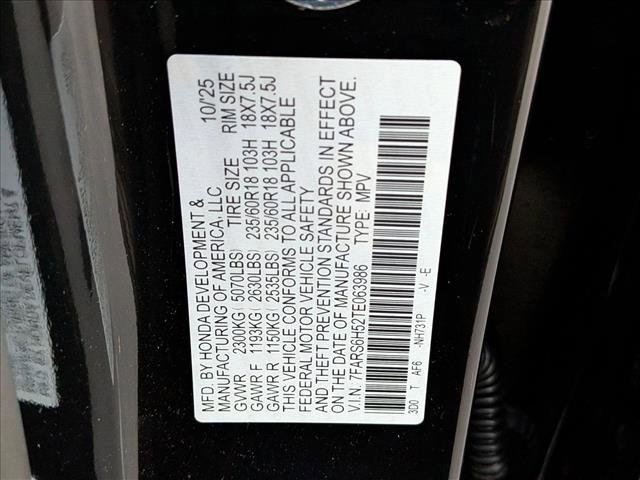 MFD. BY HONDA DEVELOPMENT & 10/'25
MANUFACTURING OF AMERICA, LLC
TIRE SIZE RIM SIZE
GVWR 2300KG(5070LBS)
GAWR F 1193KG(2630LBS) 235/60R18 103H 18X7.5J
GAWR R 1150KG(2535LBS) 235/60R18 103H 18X7.5J
THIS VEHICLE CONFORMS TO ALL APPLICABLE
FEDERAL MOTOR VEHICLE SAFETY
AND THEFT PREVENTION STANDARDS IN EFFECT
ON THE DATE OF MANUFACTURE SHOWN ABOVE.
V.I.N: 7FARS6H52TE063986 TYPE: MPV
3D0 T AF6 -NH731P -V -E